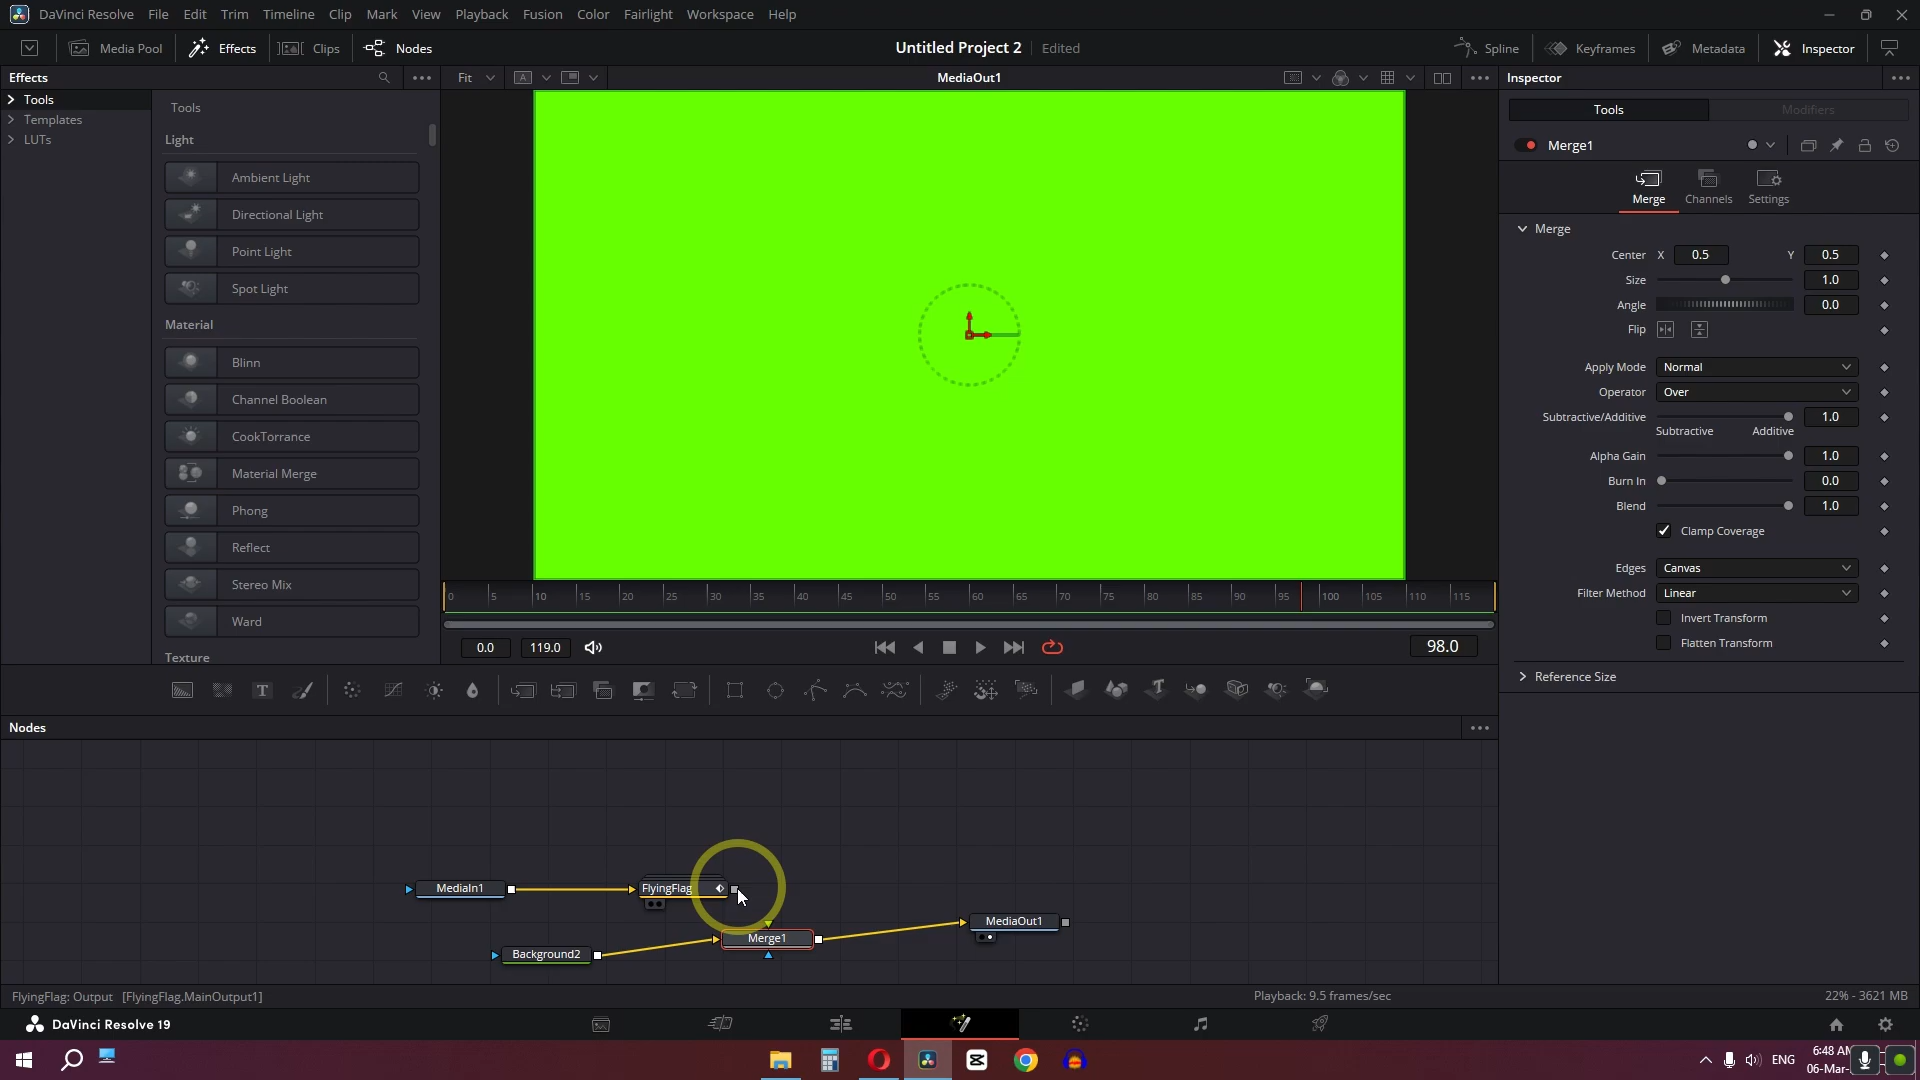 DaVinci Resolve File Edit Trim Timeline Clip Mark View Playback Fusion Color Fairlight Workspace Help
Media Pool Effects Clips Nodes Untitled Project 2 Edited Spline Keyframes Metadata Inspector
Effects Fit A MediaOut1 Inspector
Tools
Templates
LUTs
Tools
Light
Ambient Light
Directional Light
Point Light
Spot Light
Material
Blinn
Channel Boolean
CookTorrance
Material Merge
Phong
Reflect
Stereo Mix
Ward
Texture
0 5 10 15 20 25 30 35 40 45 50 55 60 65 70 75 80 85 90 95 100 105 110 115
0.0 119.0 98.0
Tools Modifiers
Merge1
Merge Channels Settings
Merge
Center X 0.5 Y 0.5
Size 1.0
Angle 0.0
Flip
Apply Mode Normal
Operator Over
Subtractive/Additive 1.0
Subtractive Additive
Alpha Gain 1.0
Burn In 0.0
Blend 1.0
Clamp Coverage
Edges Canvas
Filter Method Linear
Invert Transform
Flatten Transform
Reference Size
T T
Nodes
MediaIn1 FlyingFlag
MediaOut1
Merge1
Background2
FlyingFlag: Output [FlyingFlag.MainOutput1] Playback: 9.5 frames/sec 22% - 3621 MB
DaVinci Resolve 19
ENG 6:48
06-Mar-